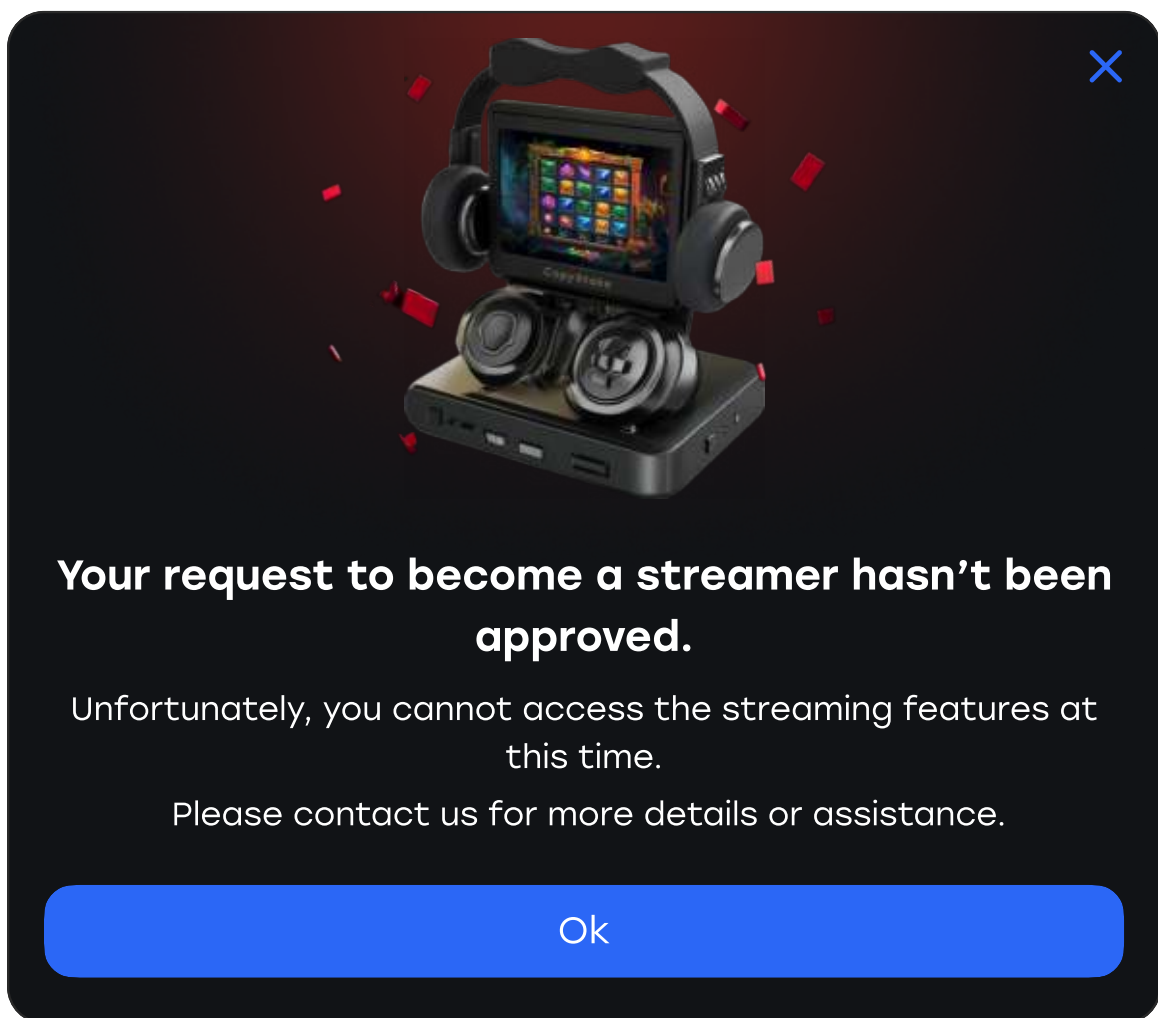 CopyStake
Your request to become a streamer hasn’t been
approved.
Unfortunately, you cannot access the streaming features at
this time.
Please contact us for more details or assistance.
Ok